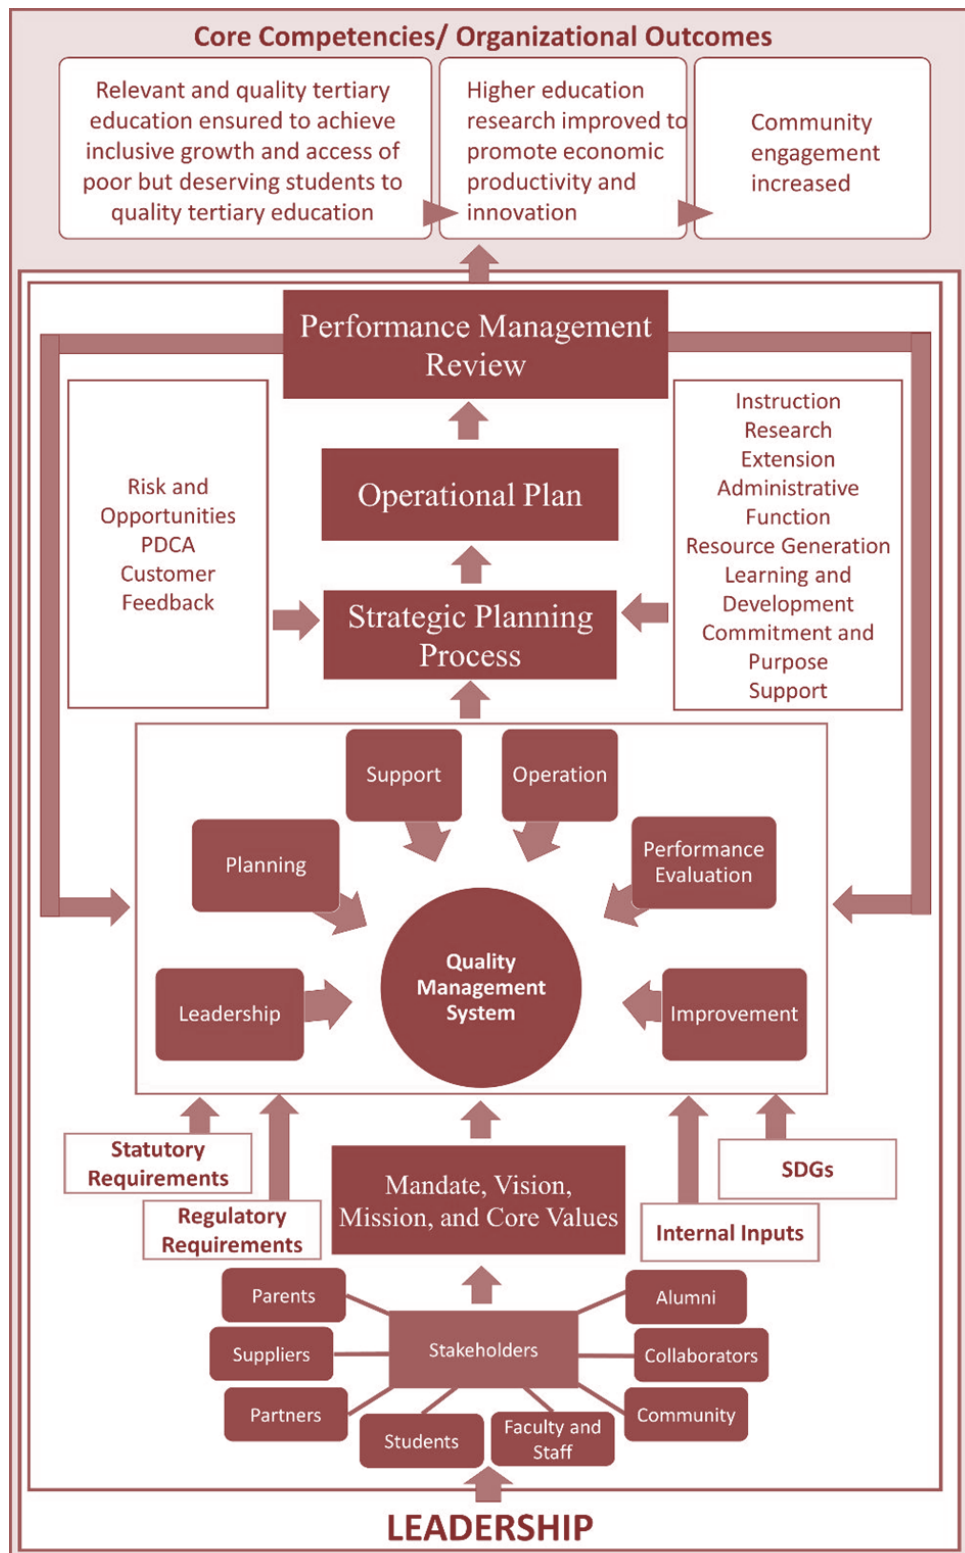 Core Competencies/ Organizational Outcomes
Relevant and quality tertiary
education ensured to achieve
inclusive growth and access of
poor but deserving students to
quality tertiary education
Higher education
research improved to
promote economic
productivity and
innovation
Community
engagement
increased
Performance Management
Review
Risk and
Opportunities
PDCA
Customer
Feedback
Operational Plan
Strategic Planning
Process
Instruction
Research
Extension
Administrative
Function
Resource Generation
Learning and
Development
Commitment and
Purpose
Support
Support
Operation
Planning
Performance
Evaluation
Leadership
Quality
Management
System
Improvement
Statutory
Requirements
Regulatory
Requirements
Mandate, Vision,
Mission, and Core Values
Internal Inputs
SDGs
Parents
Suppliers
Partners
Stakeholders
Students
Faculty and
Staff
Alumni
Collaborators
Community
LEADERSHIP